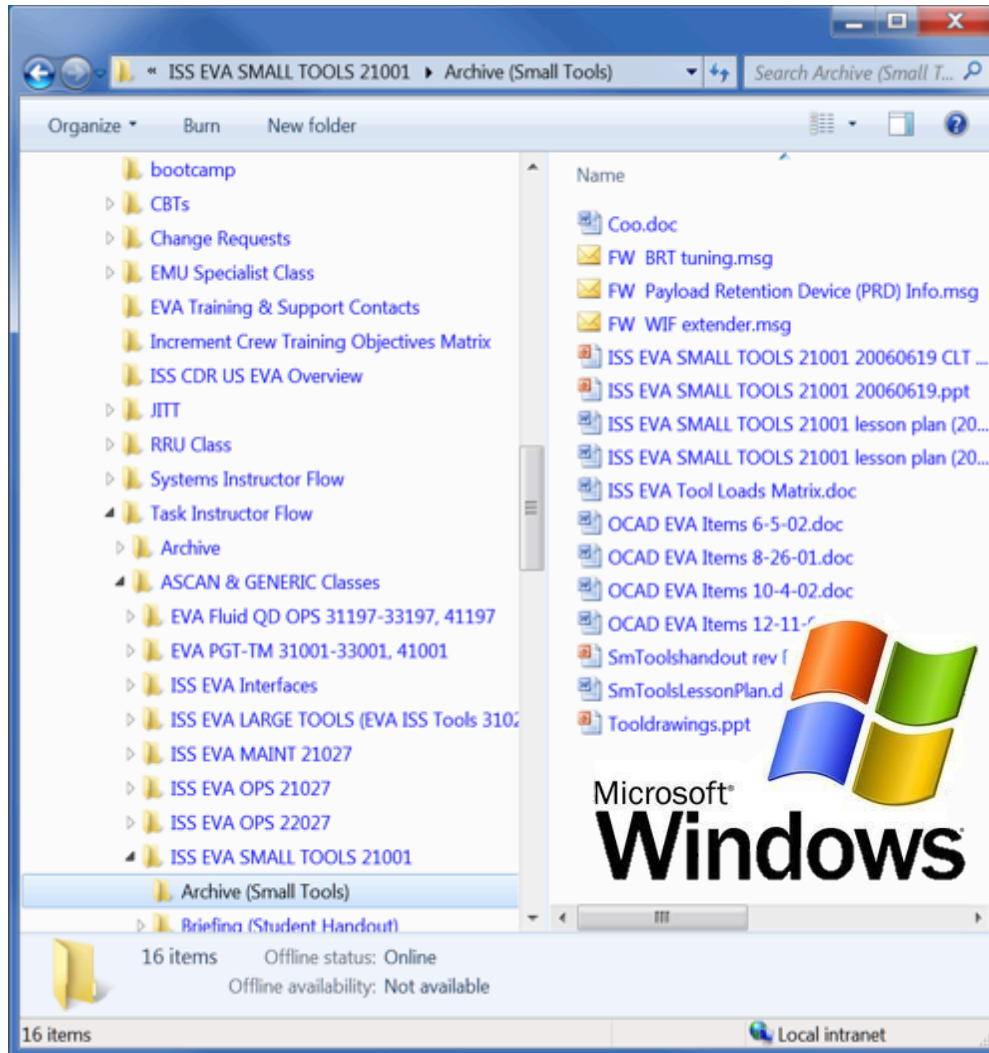 « ISS EVA SMALL TOOLS 21001 Archive (Small Tools)
Search Archive (Small T...
Organize
Burn
New folder
bootcamp
CBTs
Change Requests
EMU Specialist Class
EVA Training & Support Contacts
Increment Crew Training Objectives Matrix
ISS CDR US EVA Overview
JITT
RRU Class
Systems Instructor Flow
Task Instructor Flow
Archive
ASCAN & GENERIC Classes
EVA Fluid QD OPS 31197-33197, 41197
EVA PGT-TM 31001-33001, 41001
ISS EVA Interfaces
ISS EVA LARGE TOOLS (EVA ISS Tools 3102
ISS EVA MAINT 21027
ISS EVA OPS 21027
ISS EVA OPS 22027
ISS EVA SMALL TOOLS 21001
Archive (Small Tools)
Briefing (Student Handout)
Name
Coo.doc
FW BRT tuning.msg
FW Payload Retention Device (PRD) Info.msg
FW WIF extender.msg
ISS EVA SMALL TOOLS 21001 20060619 CLT ...
ISS EVA SMALL TOOLS 21001 20060619.ppt
ISS EVA SMALL TOOLS 21001 lesson plan (20...
ISS EVA SMALL TOOLS 21001 lesson plan (20...
ISS EVA Tool Loads Matrix.doc
OCAD EVA Items 6-5-02.doc
OCAD EVA Items 8-26-01.doc
OCAD EVA Items 10-4-02.doc
OCAD EVA Items 12-11-
SmToolshandout rev
SmToolsLessonPlan.d
Tooldrawings.ppt
Microsoft®
Windows
16 items
Offline status: Online
Offline availability: Not available
16 items
Local intranet